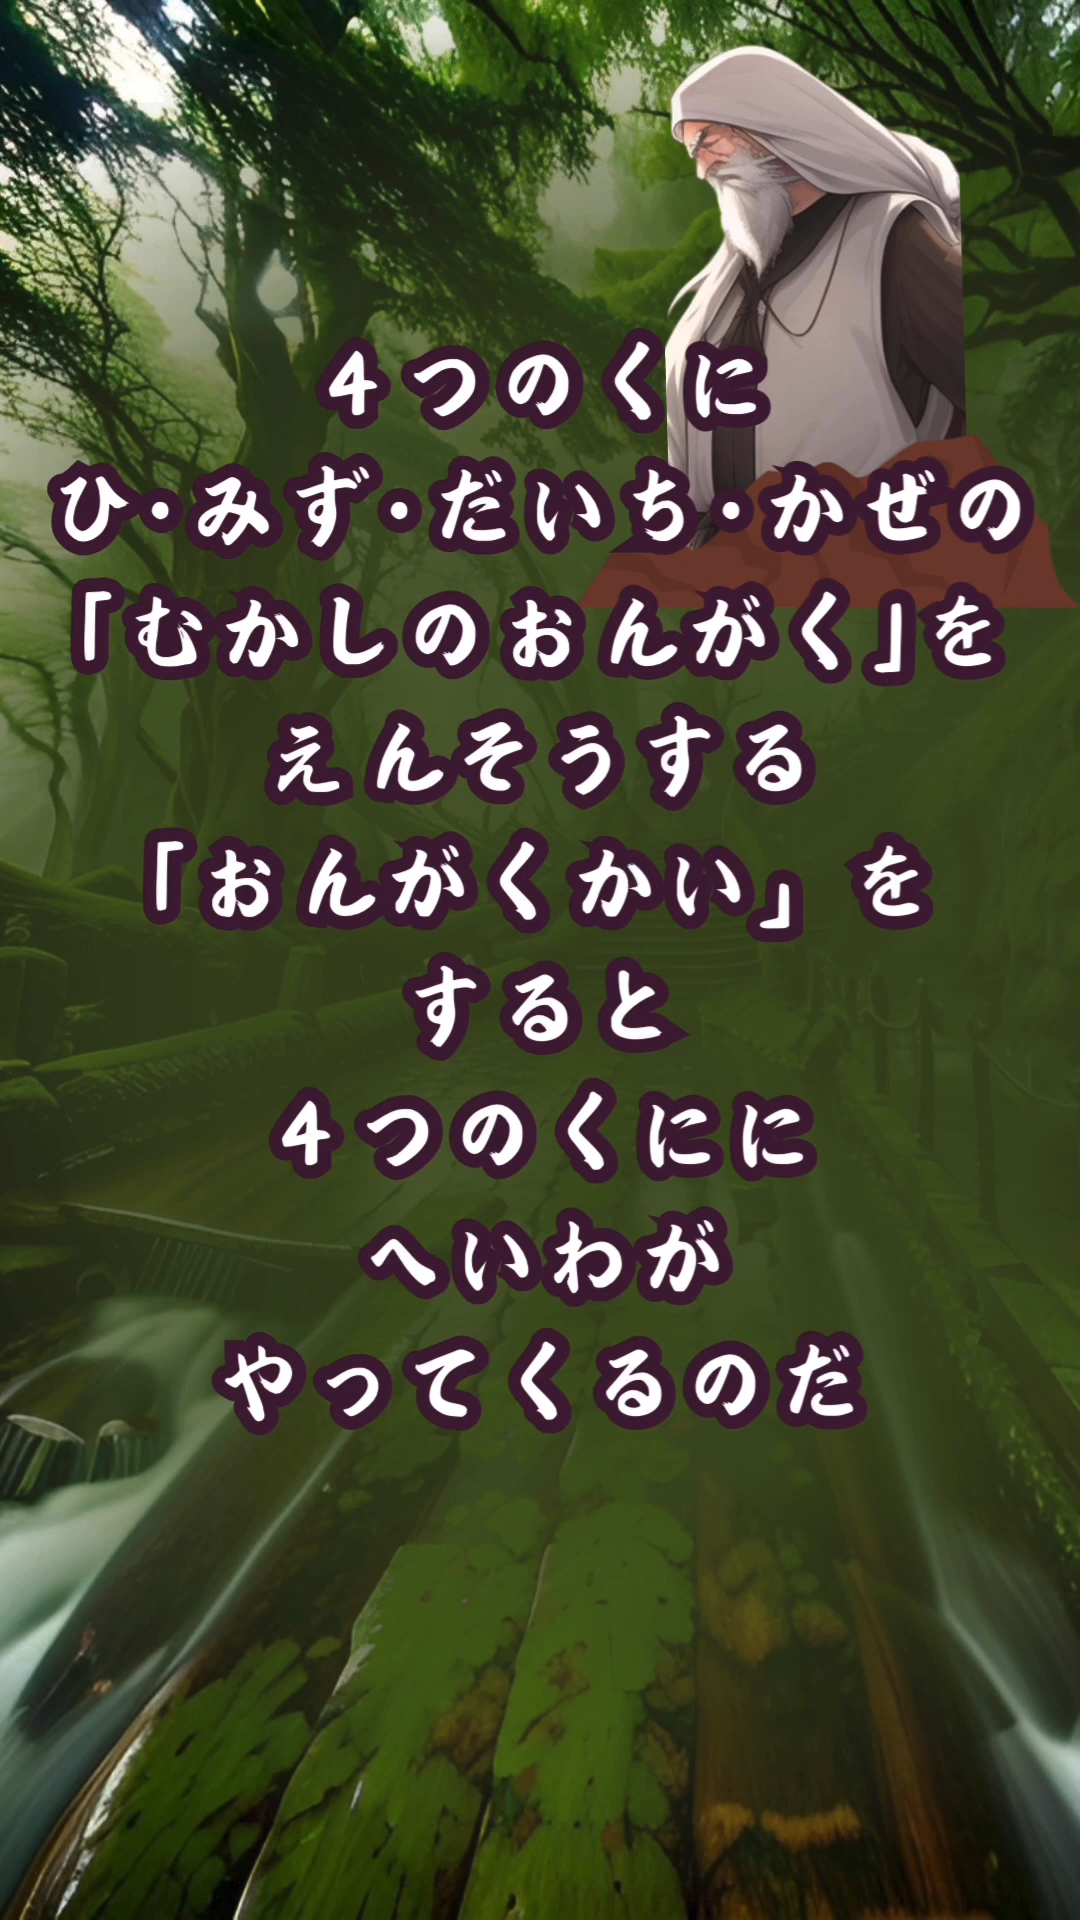 ４つのくに
ひ・みず・だいち・かぜの
「むかしのおんがく」を
えんそうする
「おんがくかい」を
すると
４つのくにに
へいわが
やってくるのだ